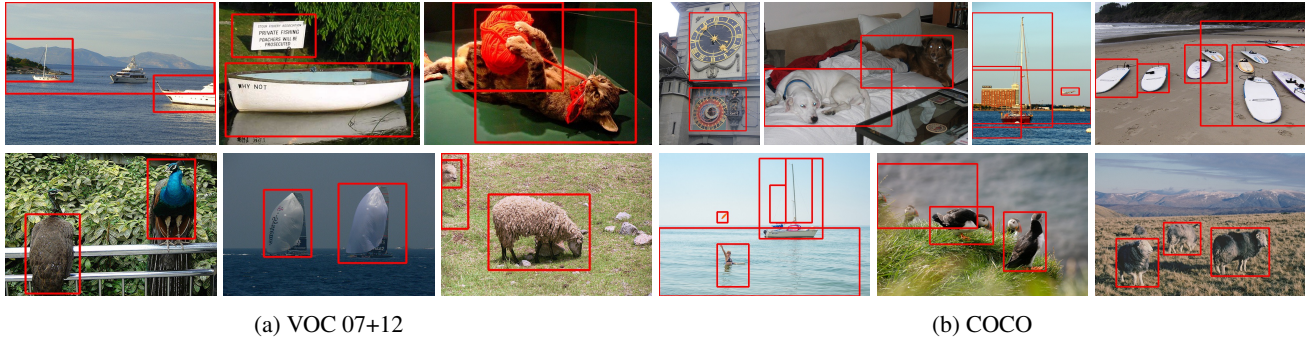 PRIVATE FISHING
POACHERS WILL BE
PROSECUTED
WHY NOT
(a) VOC 07+12
(b) COCO